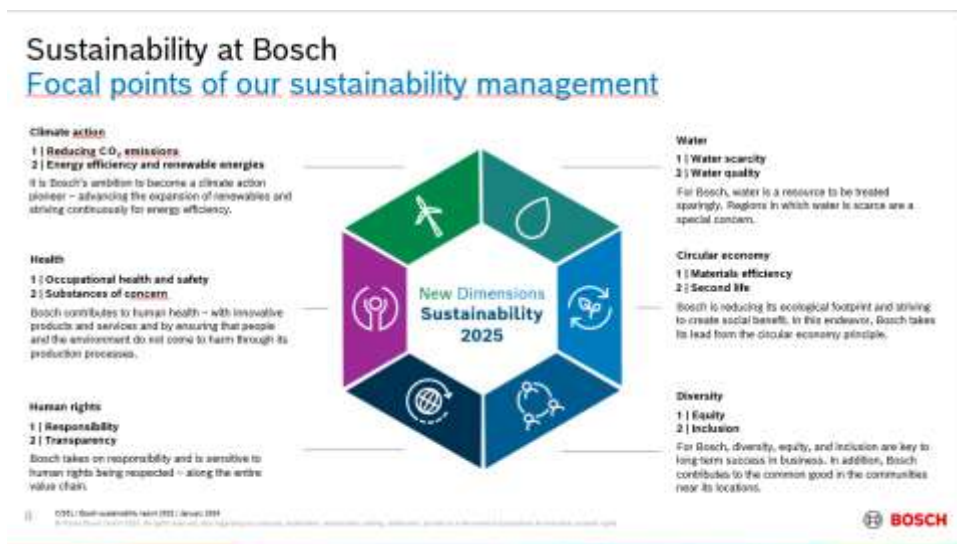 Sustainability at Bosch
Focal points of our sustainability management
Climate action
1 | Reducing CO₂ emissions
2 | Energy efficiency and renewable energies
It is Bosch's ambition to become a climate action
pioneer – advancing the expansion of renewables and
striving continuously for energy efficiency.
Health
1 | Occupational health and safety
2 | Substances of concern
Bosch contributes to human health – with innovative
products and services and by ensuring that people
and the environment do not come to harm through its
production processes.
Human rights
1 | Responsibility
2 | Transparency
Bosch takes on responsibility and is sensitive to
human rights being respected – along the entire
value chain.
New Dimensions
Sustainability
2025
Water
1 | Water scarcity
2 | Water quality
For Bosch, water is a resource to be treated
sparingly. Regions in which water is scarce are a
special concern.
Circular economy
1 | Materials efficiency
2 | Second life
Bosch is reducing its ecological footprint and striving
to create social benefit. In this endeavor, Bosch takes
its lead from the circular economy principle.
Diversity
1 | Equity
2 | Inclusion
For Bosch, diversity, equity, and inclusion are key to
long-term success in business. In addition, Bosch
contributes to the common good in the communities
near its locations.
BOSCH